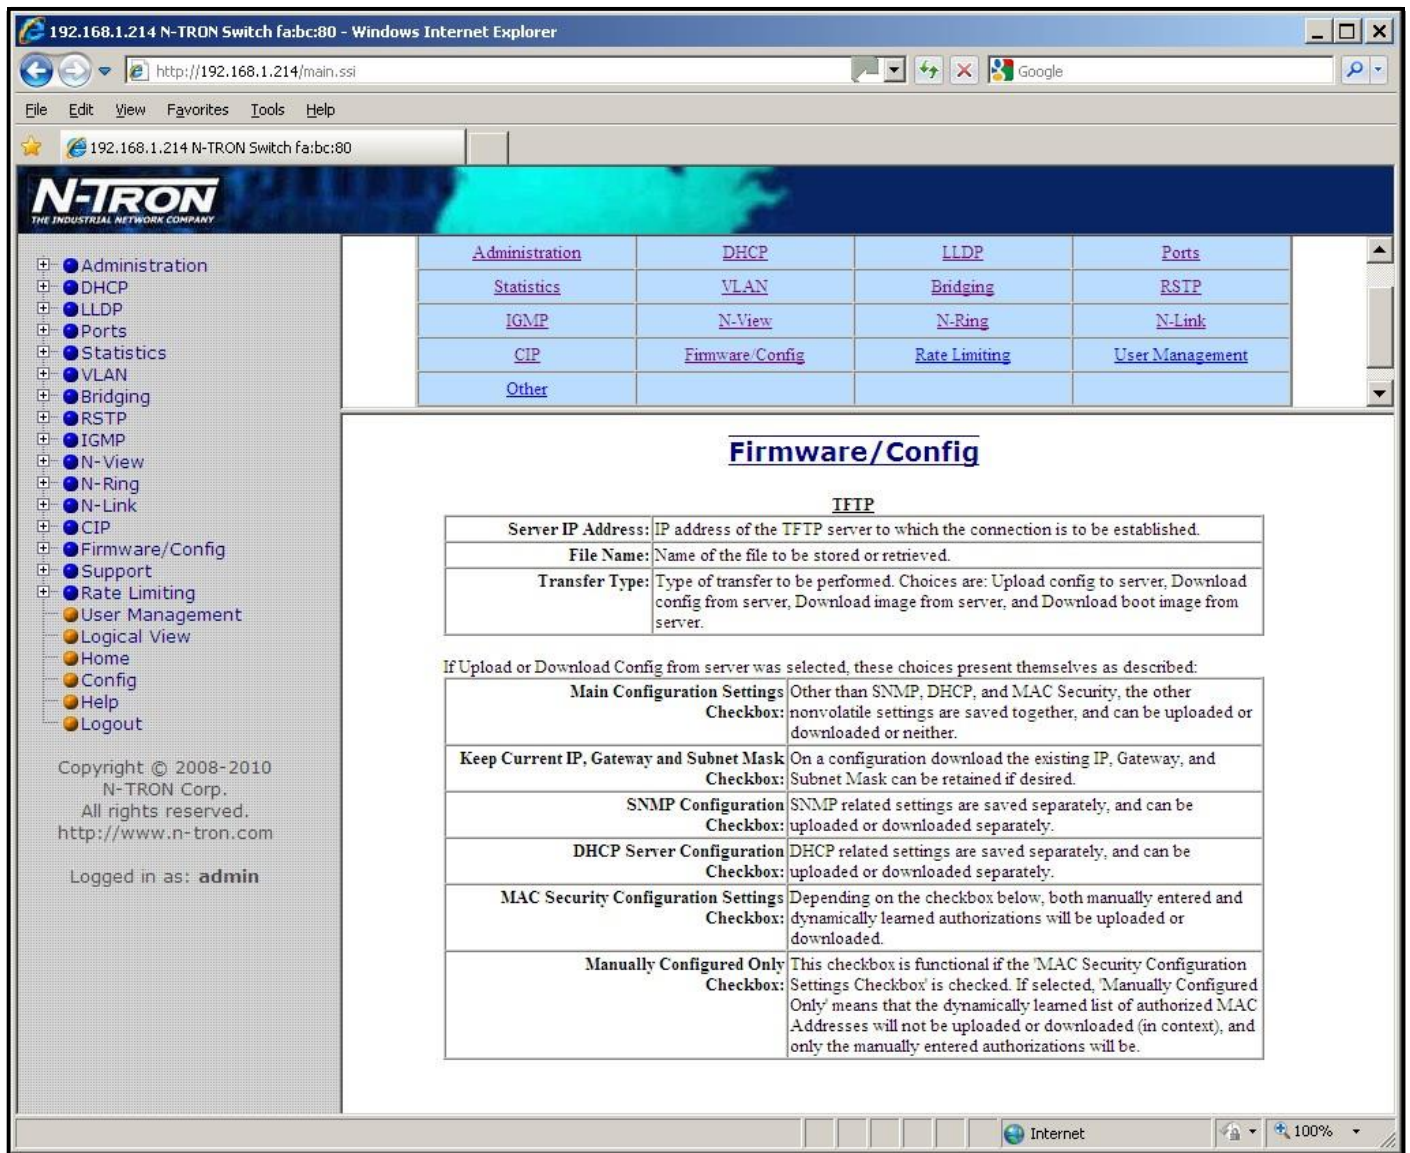 192.168.1.214 N-TRON Switch fa:bc:80 - Windows Internet Explorer
http://192.168.1.214/main.ssi
Google
File Edit View Favorites Tools Help
192.168.1.214 N-TRON Switch fa:bc:80
N-TRON
THE INDUSTRIAL NETWORK COMPANY
Administration
DHCP
LLDP
Ports
Statistics
VLAN
Bridging
RSTP
IGMP
N-View
N-Ring
N-Link
CIP
Firmware/Config
Support
Rate Limiting
User Management
Logical View
Home
Config
Help
Logout
Copyright © 2008-2010
N-TRON Corp.
All rights reserved.
http://www.n-tron.com
Logged in as: admin
Administration DHCP LLDP Ports
Statistics VLAN Bridging RSTP
IGMP N-View N-Ring N-Link
CIP Firmware/Config Rate Limiting User Management
Other
Firmware/Config
TFTP
Server IP Address: IP address of the TFTP server to which the connection is to be established.
File Name: Name of the file to be stored or retrieved.
Transfer Type: Type of transfer to be performed. Choices are: Upload config to server, Download
config from server, Download image from server, and Download boot image from
server.
If Upload or Download Config from server was selected, these choices present themselves as described:
Main Configuration Settings Other than SNMP, DHCP, and MAC Security, the other
Checkbox: nonvolatile settings are saved together, and can be uploaded or
downloaded or neither.
Keep Current IP, Gateway and Subnet Mask On a configuration download the existing IP, Gateway, and
Checkbox: Subnet Mask can be retained if desired.
SNMP Configuration SNMP related settings are saved separately, and can be
Checkbox: uploaded or downloaded separately.
DHCP Server Configuration DHCP related settings are saved separately, and can be
Checkbox: uploaded or downloaded separately.
MAC Security Configuration Settings Depending on the checkbox below, both manually entered and
Checkbox: dynamically learned authorizations will be uploaded or
downloaded.
Manually Configured Only This checkbox is functional if the 'MAC Security Configuration
Checkbox: Settings Checkbox' is checked. If selected, 'Manually Configured
Only' means that the dynamically learned list of authorized MAC
Addresses will not be uploaded or downloaded (in context), and
only the manually entered authorizations will be.
Internet
100%